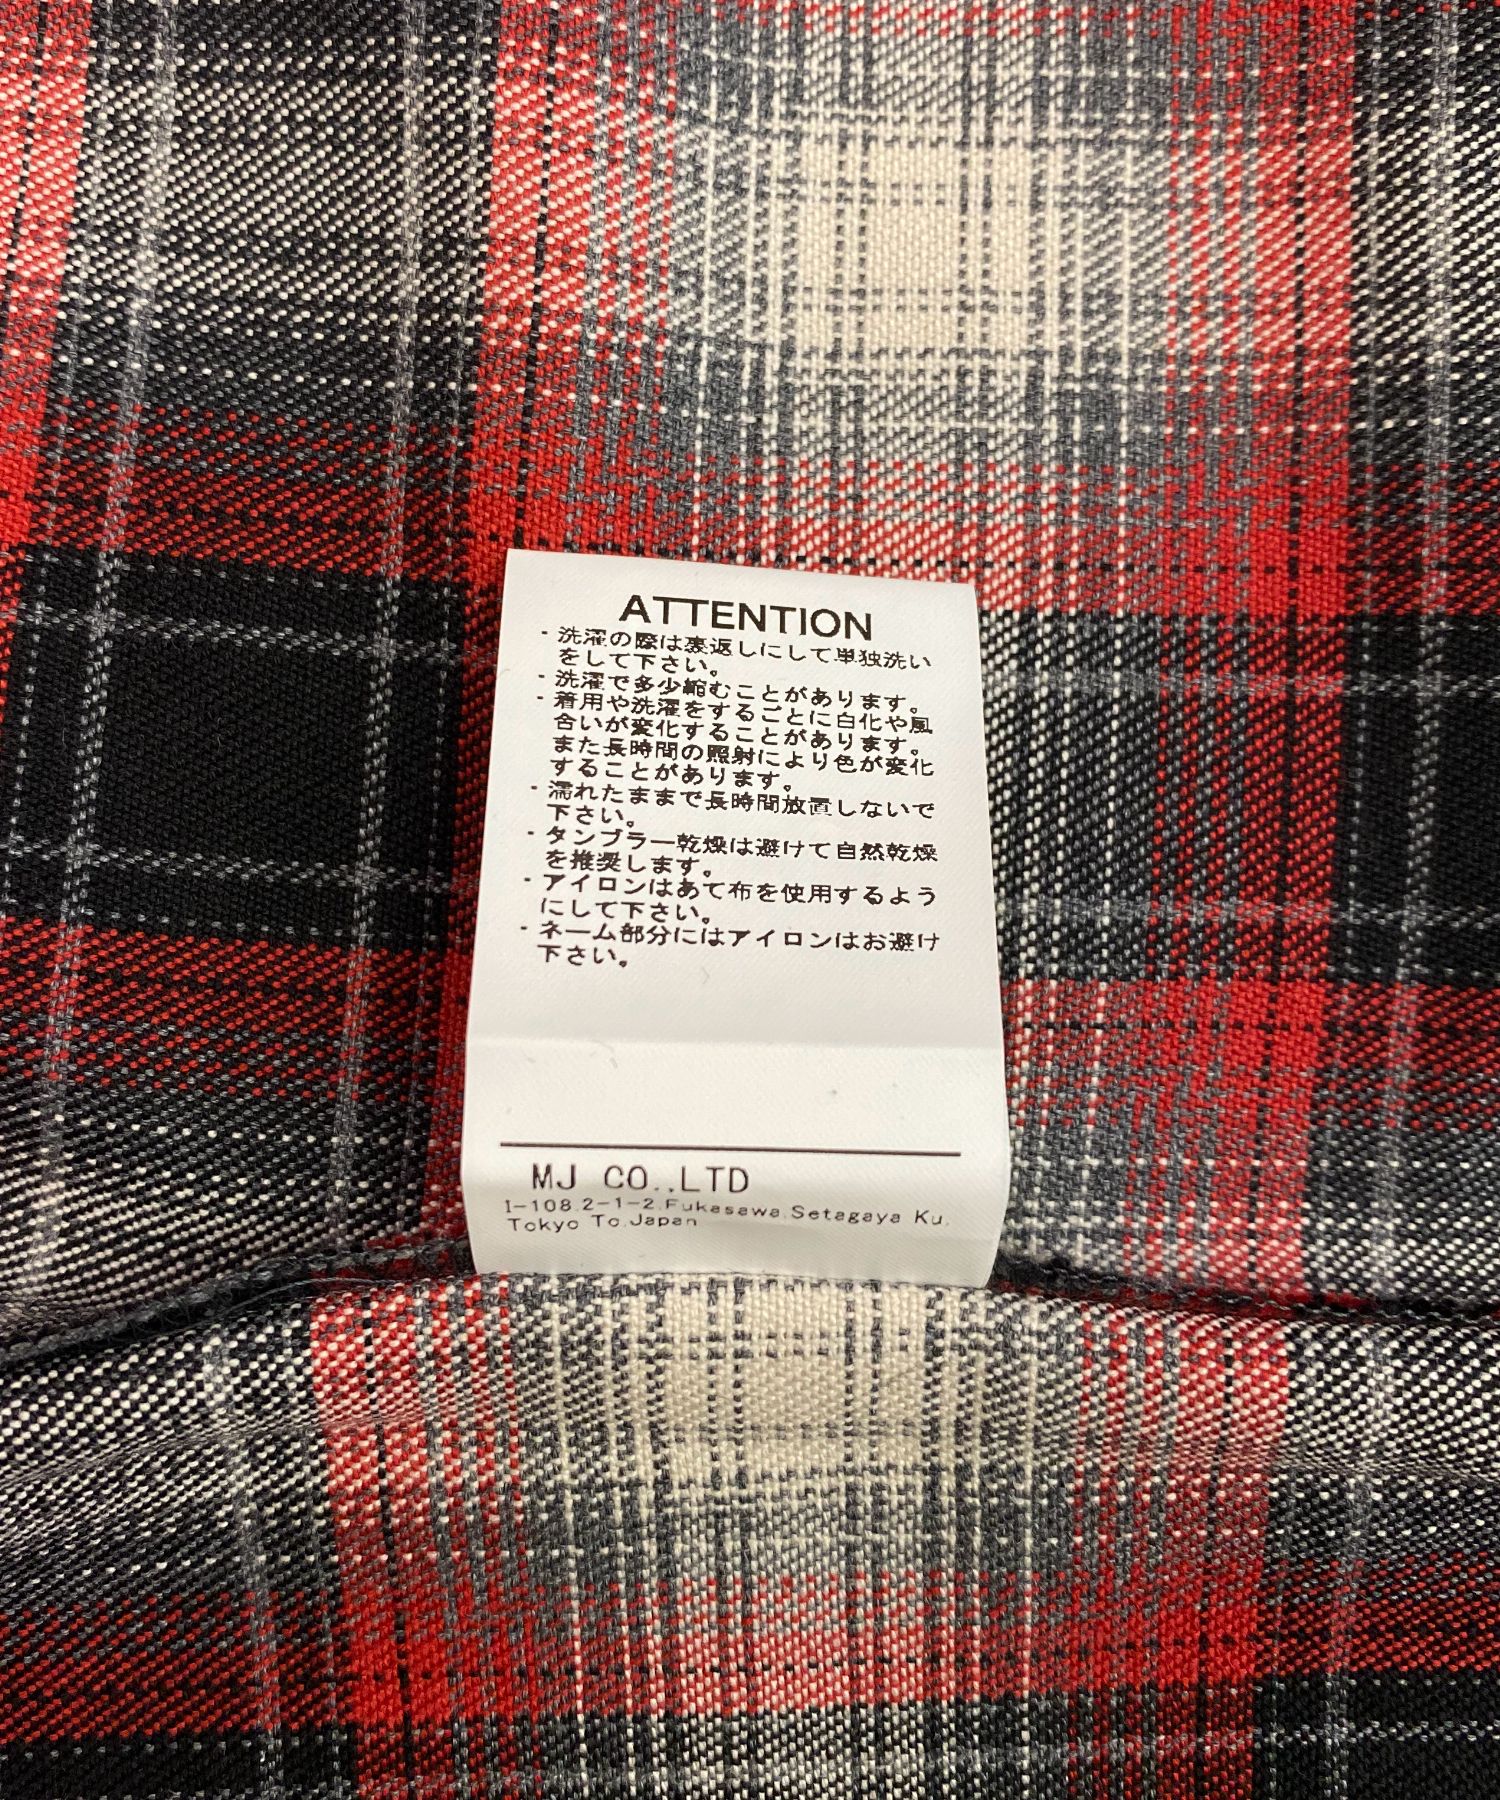 ATTENTION
・洗濯の際は裏返しにして単独洗い
をして下さい。
・洗濯で多少縮むことがあります。
・着用や洗濯をすることに白化や風
合いが変化することがあります。
また長時間の照射により色が変化
することがあります。
・濡れたままで長時間放置しないで
下さい。
・タンブラー乾燥は避けて自然乾燥
を推奨します。
・アイロンはあて布を使用するよう
にして下さい。
・ネーム部分にはアイロンはお避け
下さい。
MJ CO.,LTD
I-108.2-1-2.Fukasawa.Setagaya Ku.
Tokyo To.Japan